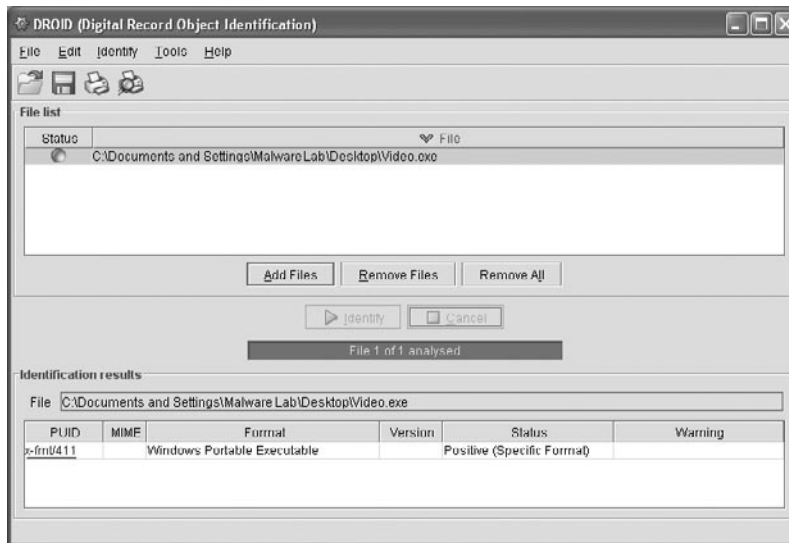 DROID (Digital Record Object Identification)
File Edit Identify Tools Help
File list
Status File
C:\Documents and Settings\Malware Lab\Desktop\Video.exe
Add Files Remove Files Remove All
Identify Cancel
File 1 of 1 analysed
Identification results
File C:\Documents and Settings\Malware Lab\Desktop\Video.exe
PUID MIME Format Version Status Warning
x-fmt/411 Windows Portable Executable Positive (Specific Format)